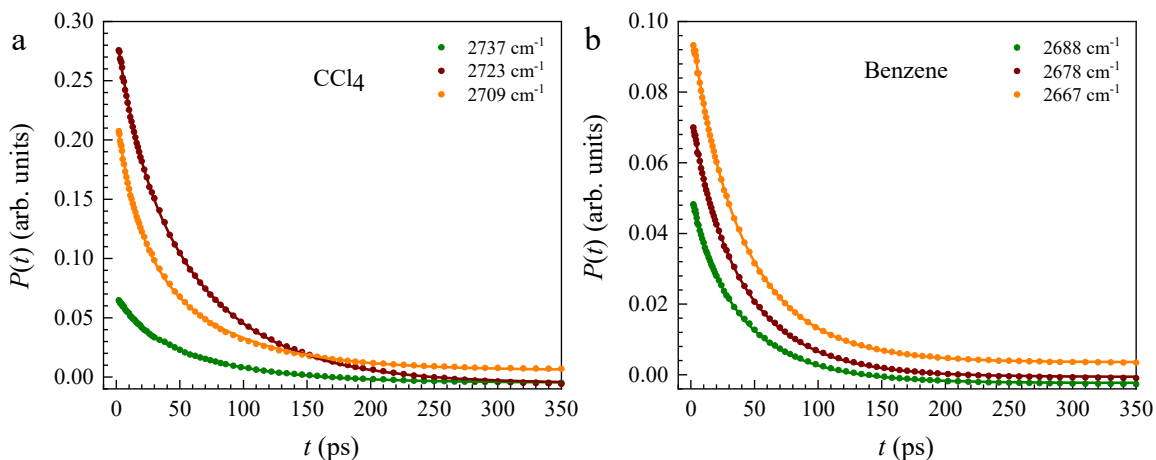 a
CCl4
2737 cm-1
2723 cm-1
2709 cm-1
P(t) (arb. units)
0.30
0.25
0.20
0.15
0.10
0.05
0.00
0 50 100 150 200 250 300 350
t (ps)
b
Benzene
2688 cm-1
2678 cm-1
2667 cm-1
P(t) (arb. units)
0.10
0.08
0.06
0.04
0.02
0.00
0 50 100 150 200 250 300 350
t (ps)